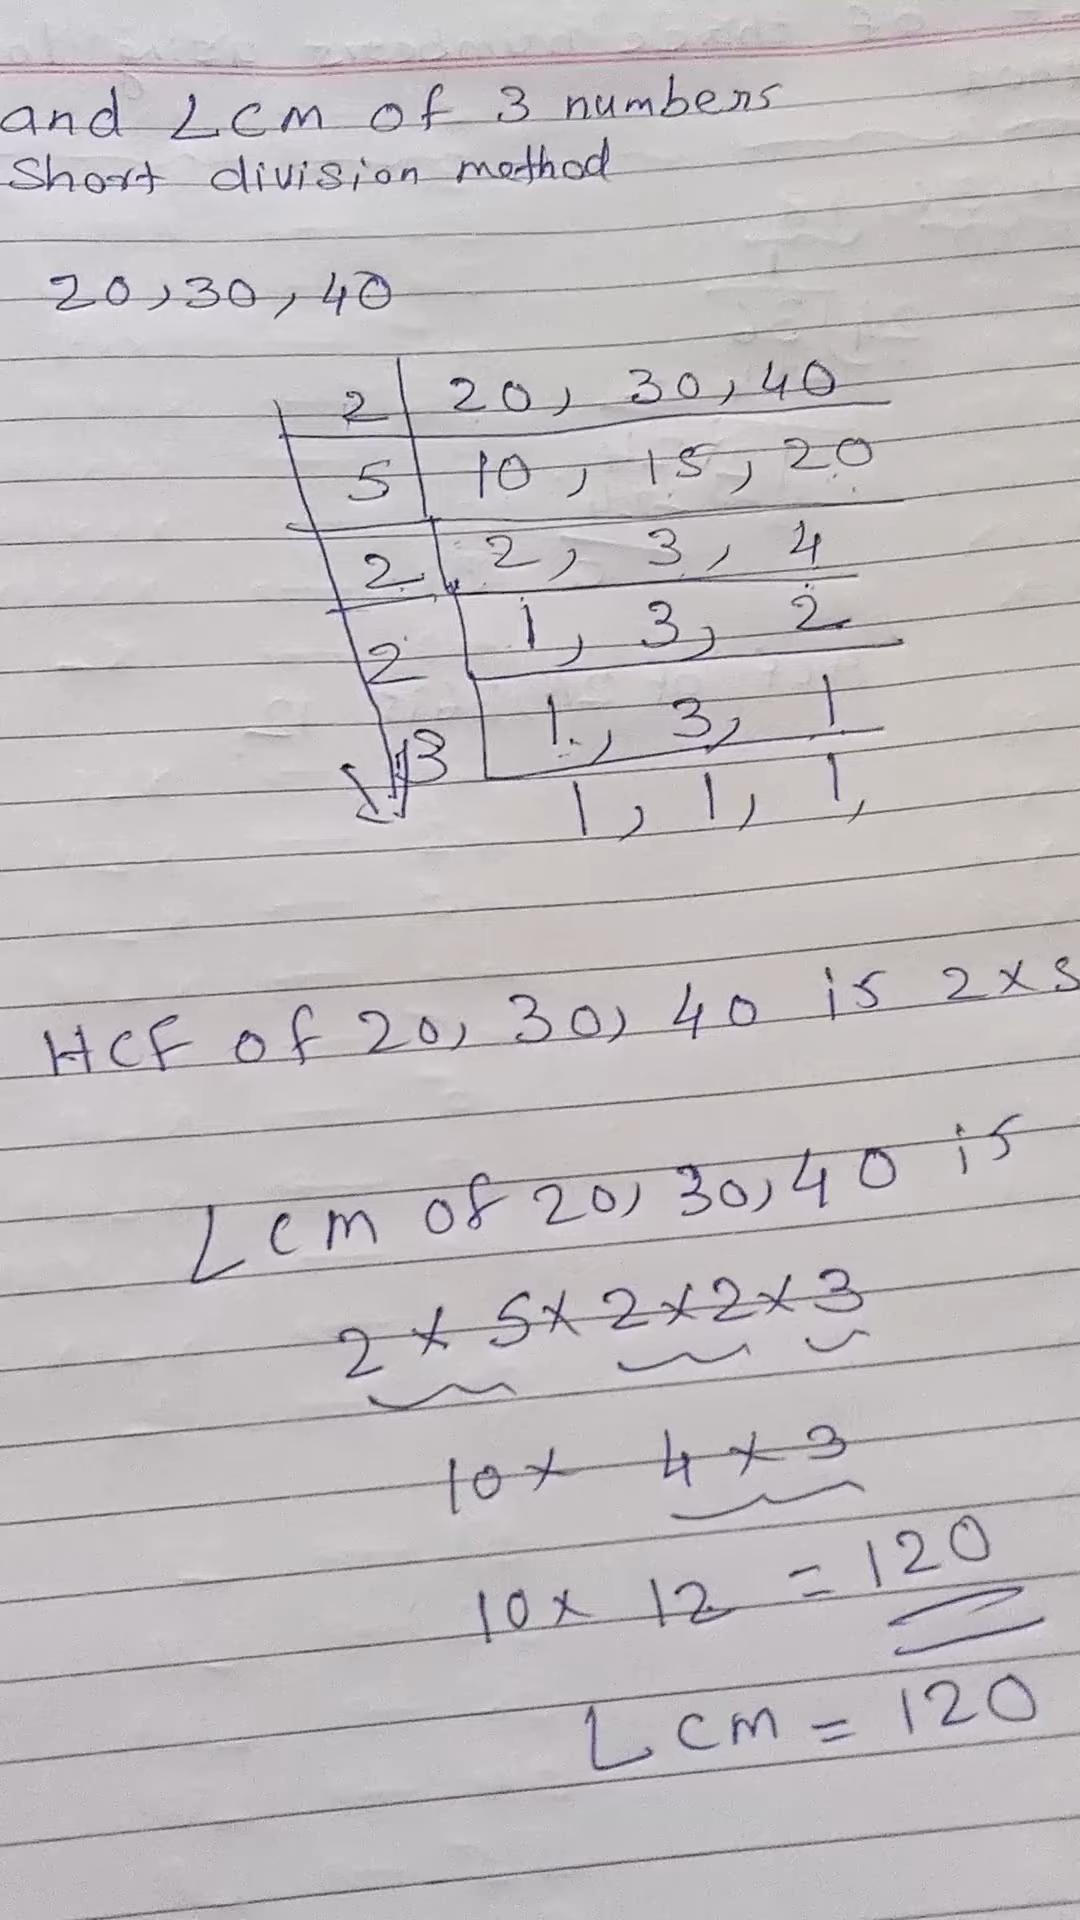 and LCM of 3 numbers
Short division method
20, 30, 40
2 20, 30, 40
5 10, 15, 20
2 2, 3, 4
2 1, 3, 2
3 1, 3, 1
1, 1, 1,
HCF of 20, 30, 40 is 2 x 5
LCM of 20, 30, 40 is
2 x 5 x 2 x 2 x 3
10 x 4 x 3
10 x 12 = 120
LCM = 120